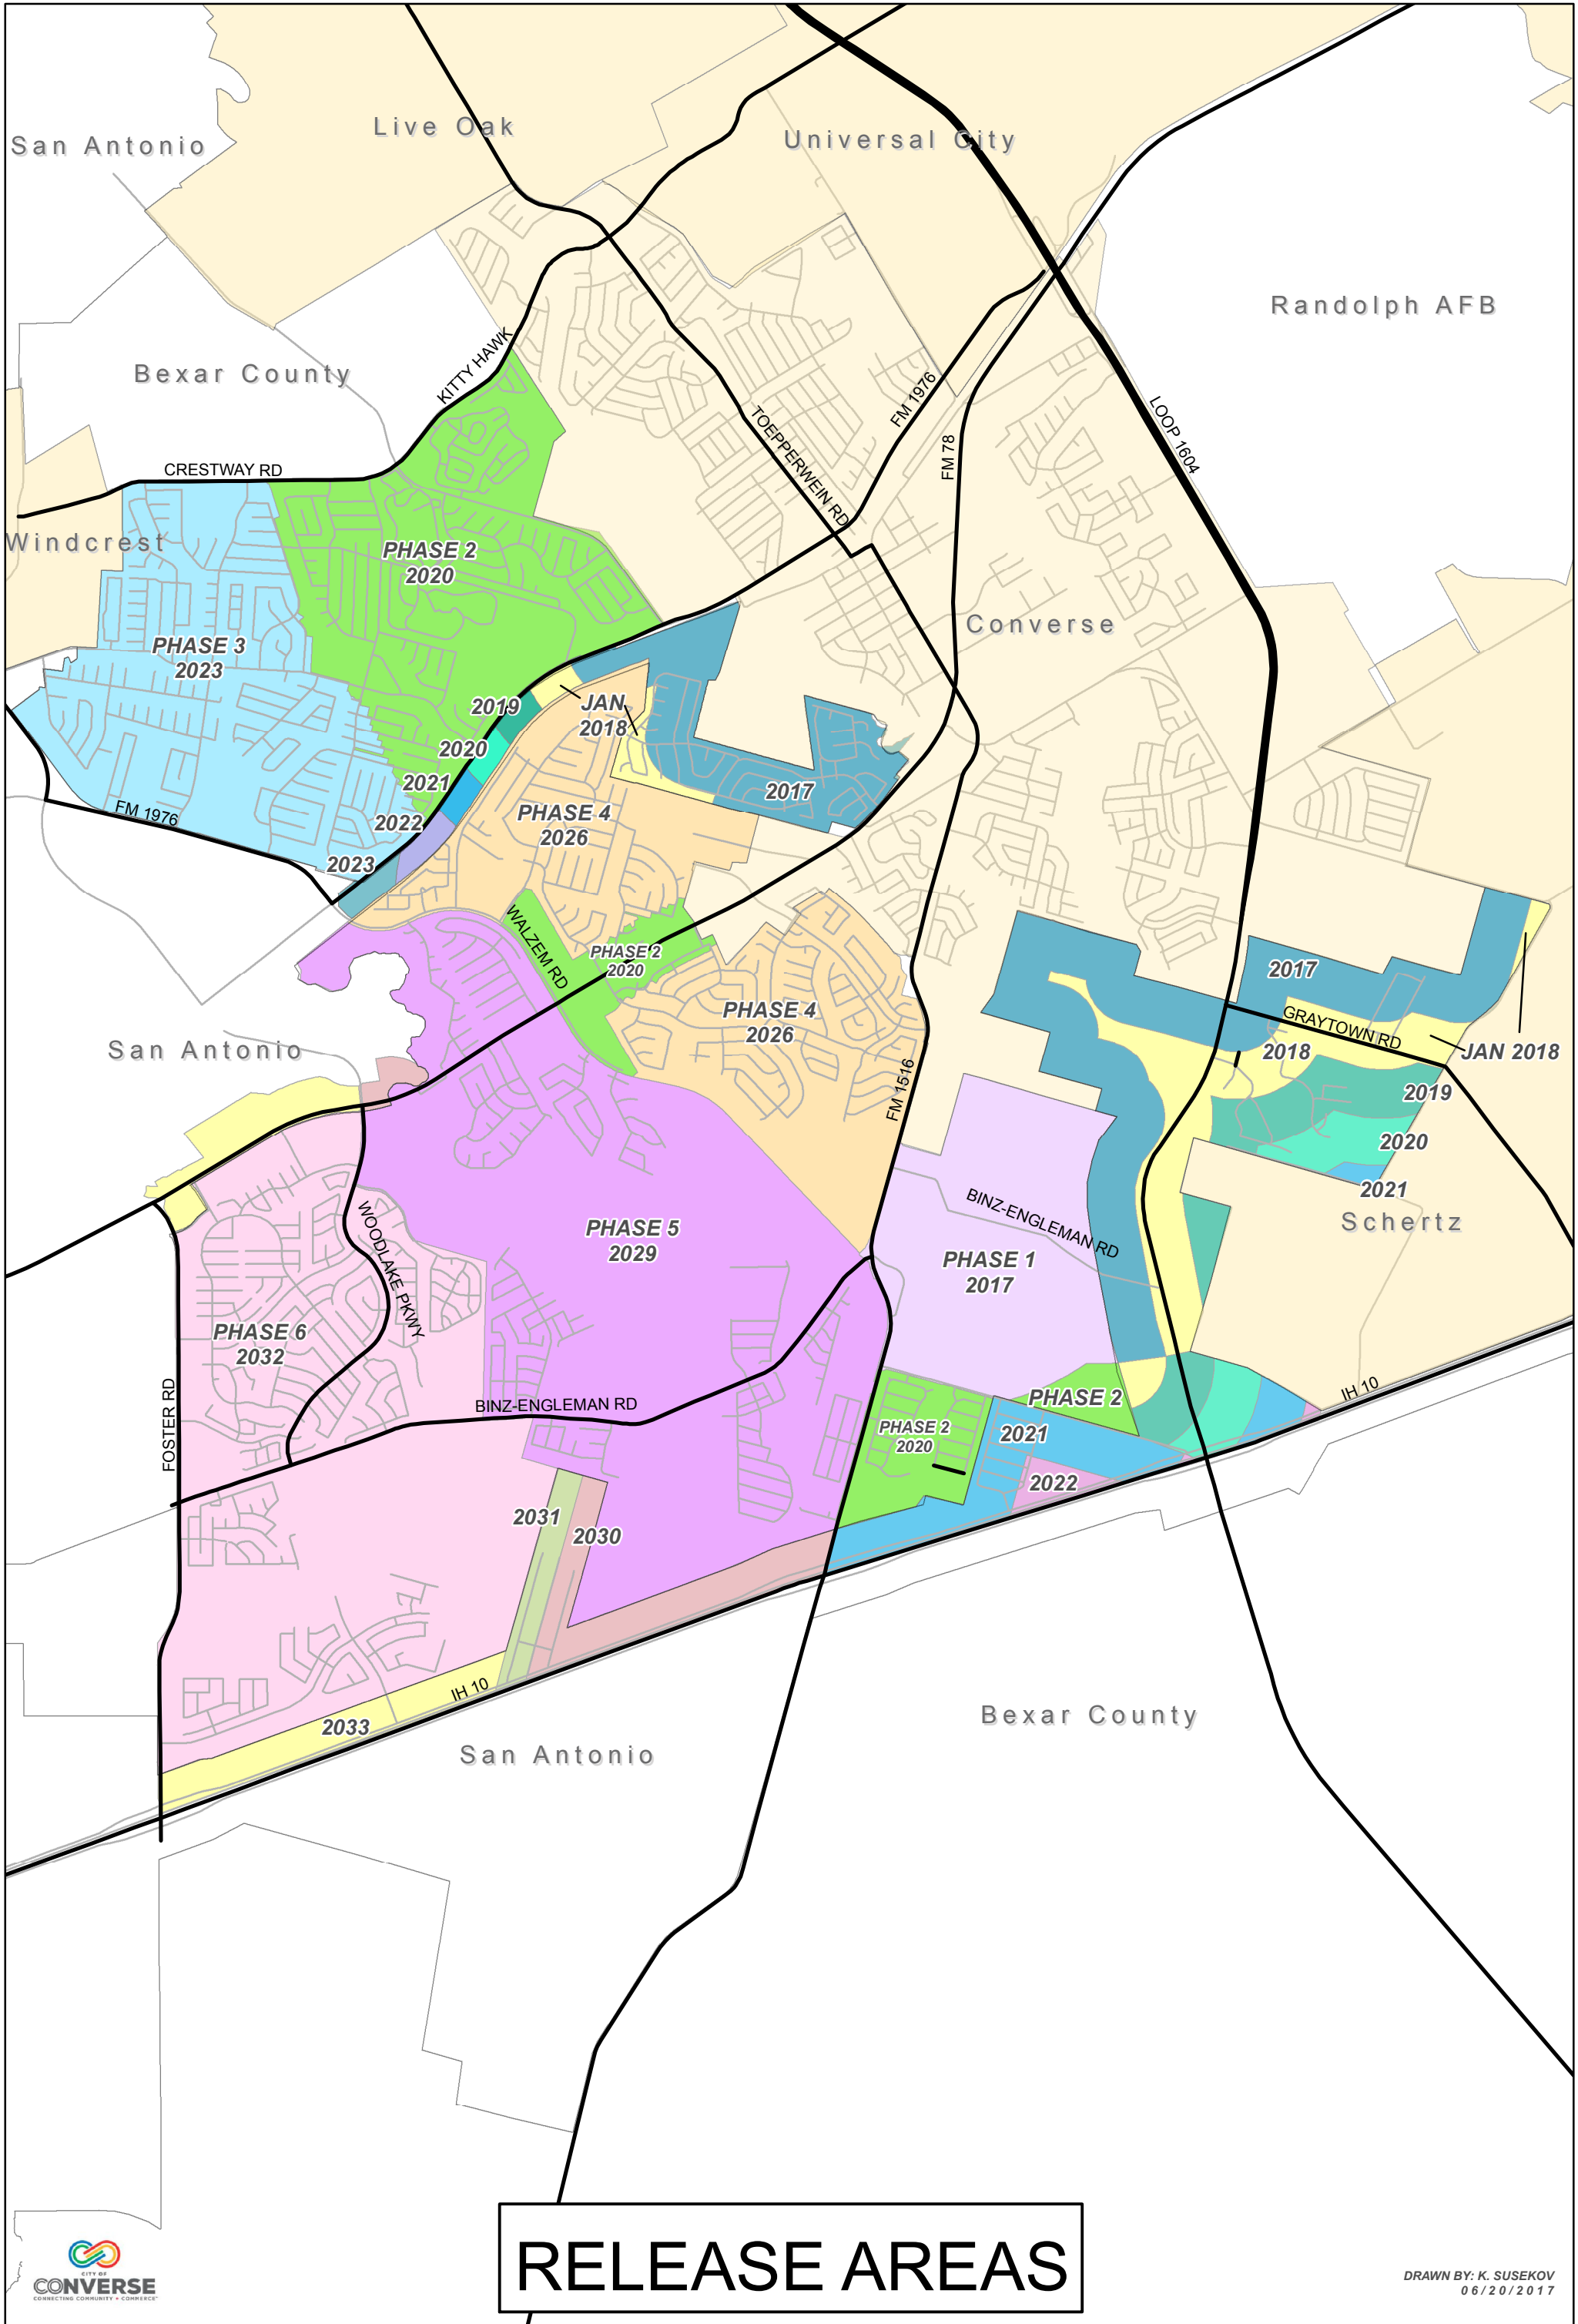 San Antonio
Live Oak
Universal City
Randolph AFB
Bexar County
KITTY HAWK
CRESTWAY RD
TOEPPERWEIN RD
FM 1976
FM 78
LOOP 1604
Windcrest
PHASE 2
2020
PHASE 3
2023
Converse
2019
JAN
2018
2020
2021
2022
2023
FM 1976
2017
PHASE 4
2026
WALZEM RD
PHASE 2
2020
PHASE 4
2026
2017
GRAYTOWN RD
2018
JAN 2018
2019
2020
2021
Schertz
San Antonio
FM 1516
BINZ-ENGLEMAN RD
PHASE 1
2017
PHASE 5
2029
WOODLAKE PKWY
PHASE 6
2032
FOSTER RD
BINZ-ENGLEMAN RD
PHASE 2
IH 10
PHASE 2
2020
2021
2022
2031
2030
IH 10
2033
San Antonio
Bexar County
RELEASE AREAS
CITY OF
CONVERSE
CONNECTING COMMUNITY + COMMERCE
DRAWN BY: K. SUSEKOV
06/20/2017